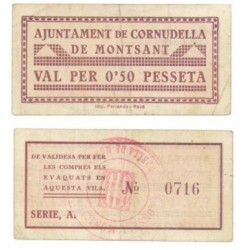 AJUNTAMENT DE CORNUDELLA
DE MONTSANT
VAL PER 0'50 PESSETA
DE VALIDESA PER FER
LES COMPRES ELS
EVAQUATS EN
AQUESTA VILA.
Nº 0716
SERIE, A.